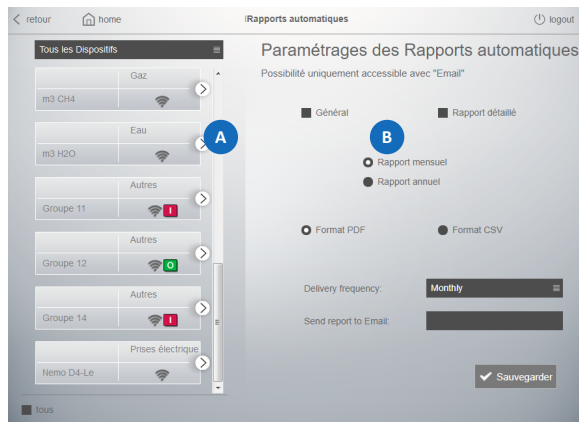 retour
home
Rapports automatiques
logout
Tous les Dispositifs
Paramétrages des Rapports automatiques
Possibilité uniquement accessible avec "Email"
Gaz
m3 CH4
Eau
m3 H2O
Autres
Groupe 11
I
Autres
Groupe 12
O
Autres
Groupe 14
I
Prises électrique
Nemo D4-Le
tous
A
B
Général
Rapport détaillé
Rapport mensuel
Rapport annuel
Format PDF
Format CSV
Delivery frequency:
Monthly
Send report to Email:
Sauvegarder